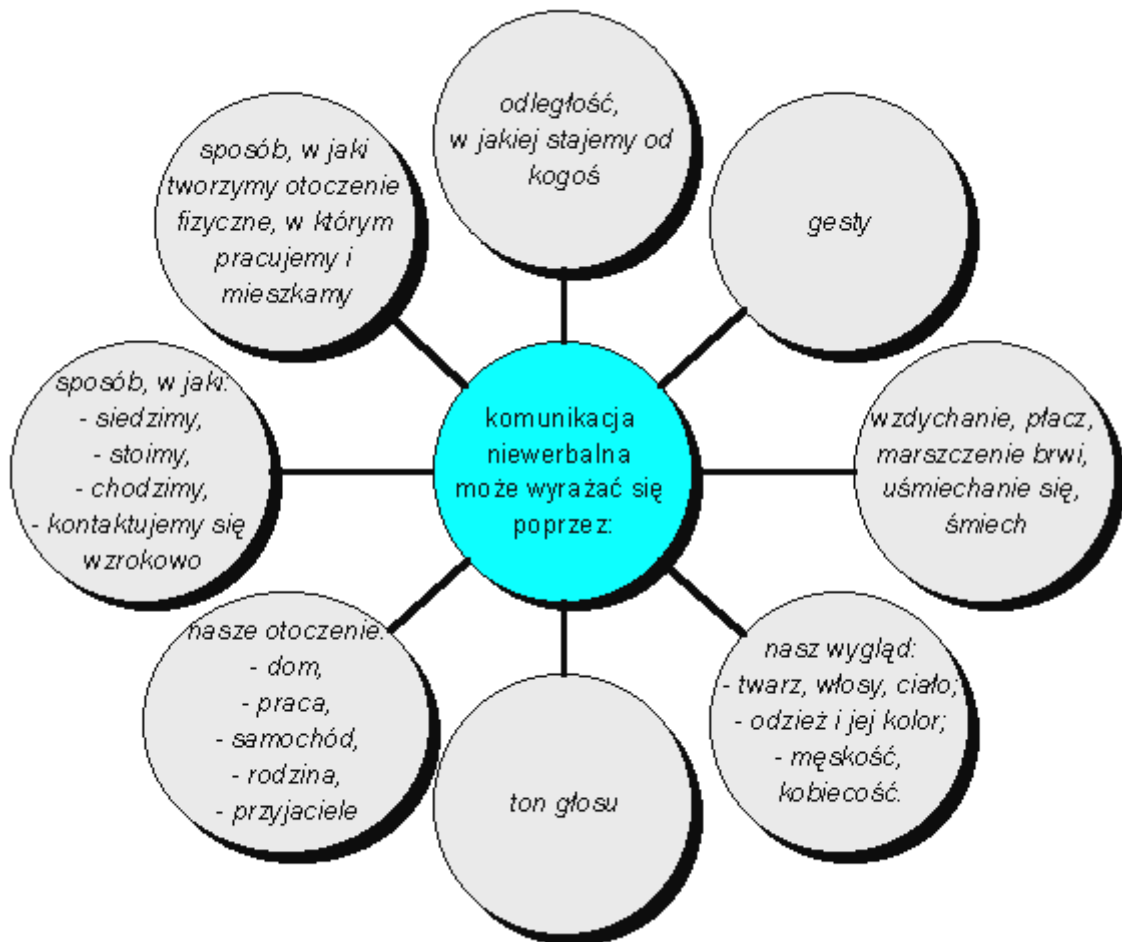 komunikacja
niewerbalna
może wyrażać się
poprzez:
odległość,
w jakiej stajemy od
kogoś
gesty
wzdychanie, płacz,
marszczenie brwi,
uśmiechanie się,
śmiech
nasz wygląd:
- twarz, włosy, ciało;
- odzież i jej kolor;
- męskość,
kobiecość.
ton głosu
nasze otoczenie:
- dom,
- praca,
- samochód,
- rodzina,
- przyjaciele
sposób, w jaki:
- siedzimy,
- stoimy,
- chodzimy,
- kontaktujemy się
wzrokowo
sposób, w jaki
tworzymy otoczenie
fizyczne, w którym
pracujemy i
mieszkamy